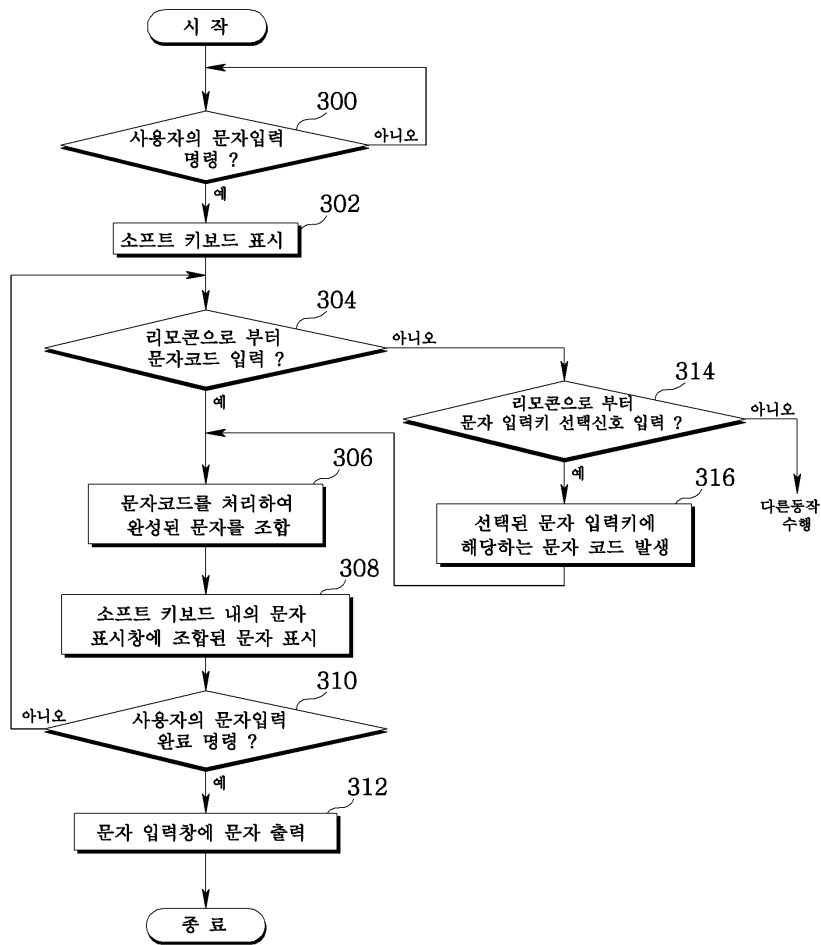 시 작
300
사용자의 문자입력
명령 ?
아니오
예
302
소프트 키보드 표시
304
리모콘으로 부터
문자코드 입력 ?
아니오
예
314
리모콘으로 부터
문자 입력키 선택신호 입력 ?
아니오
예
다른동작
수행
316
선택된 문자 입력키에
해당하는 문자 코드 발생
306
문자코드를 처리하여
완성된 문자를 조합
308
소프트 키보드 내의 문자
표시창에 조합된 문자 표시
310
사용자의 문자입력
완료 명령 ?
아니오
예
312
문자 입력창에 문자 출력
종 료